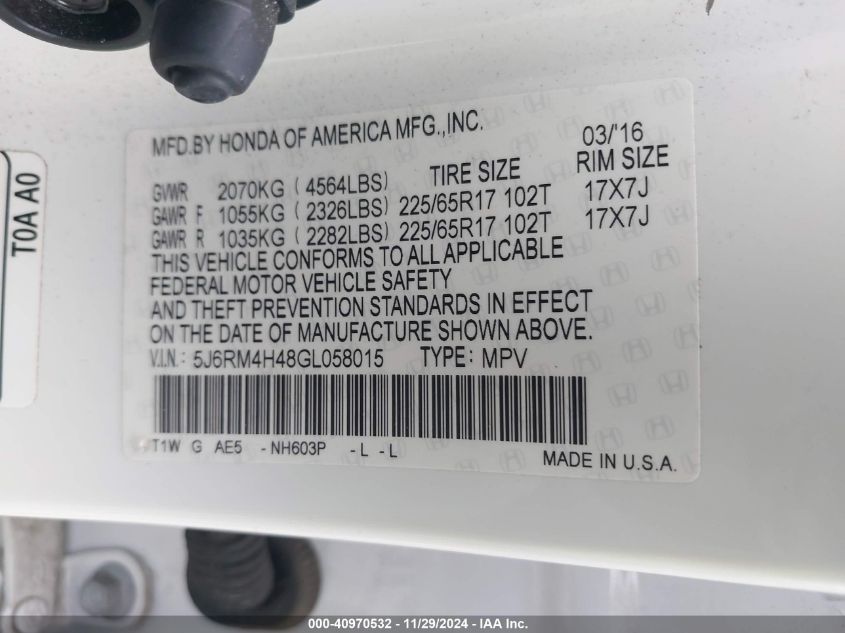 T0A A0
MFD.BY HONDA OF AMERICA MFG.,INC. 03/'16
TIRE SIZE RIM SIZE
GVWR 2070KG ( 4564LBS)
GAWR F 1055KG ( 2326LBS) 225/65R17 102T 17X7J
GAWR R 1035KG ( 2282LBS) 225/65R17 102T 17X7J
THIS VEHICLE CONFORMS TO ALL APPLICABLE
FEDERAL MOTOR VEHICLE SAFETY
AND THEFT PREVENTION STANDARDS IN EFFECT
ON THE DATE OF MANUFACTURE SHOWN ABOVE.
V.I.N.: 5J6RM4H48GL058015 TYPE: MPV
T1W G AE5 -NH603P -L -L
MADE IN U.S.A.
000-40970532 - 11/29/2024 - IAA Inc.